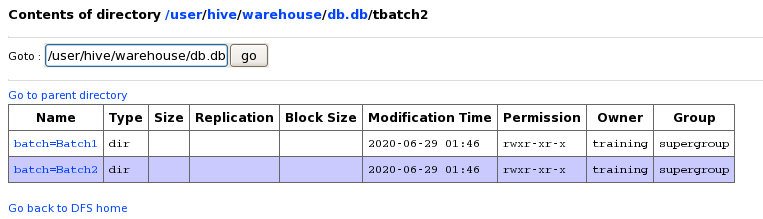 Contents of directory /user/hive/warehouse/db.db/tbatch2
Goto : /user/hive/warehouse/db.db go
Go to parent directory
Name Type Size Replication Block Size Modification Time Permission Owner Group
batch=Batch1 dir 2020-06-29 01:46 rwxr-xr-x training supergroup
batch=Batch2 dir 2020-06-29 01:46 rwxr-xr-x training supergroup
Go back to DFS home